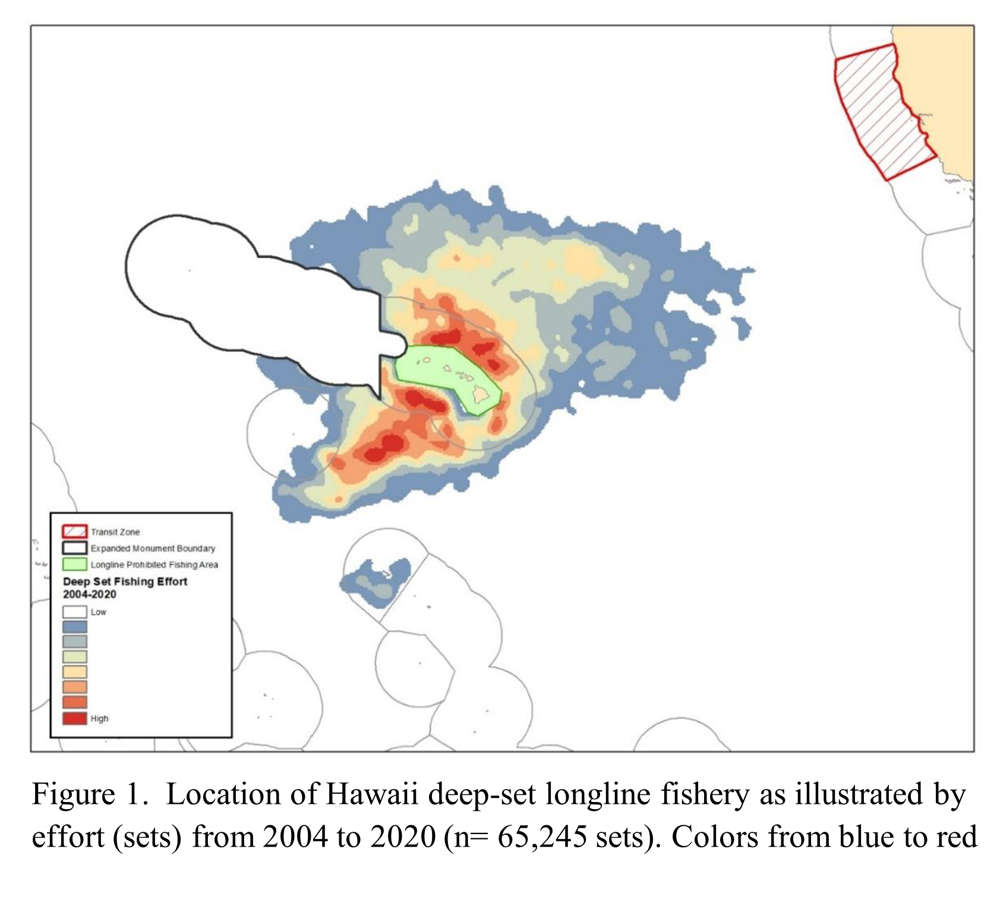 Transit Zone
Expanded Monument Boundary
Longline Prohibited Fishing Area
Deep Set Fishing Effort
2004-2020
Low
High
Figure 1. Location of Hawaii deep-set longline fishery as illustrated by
effort (sets) from 2004 to 2020 (n= 65,245 sets). Colors from blue to red